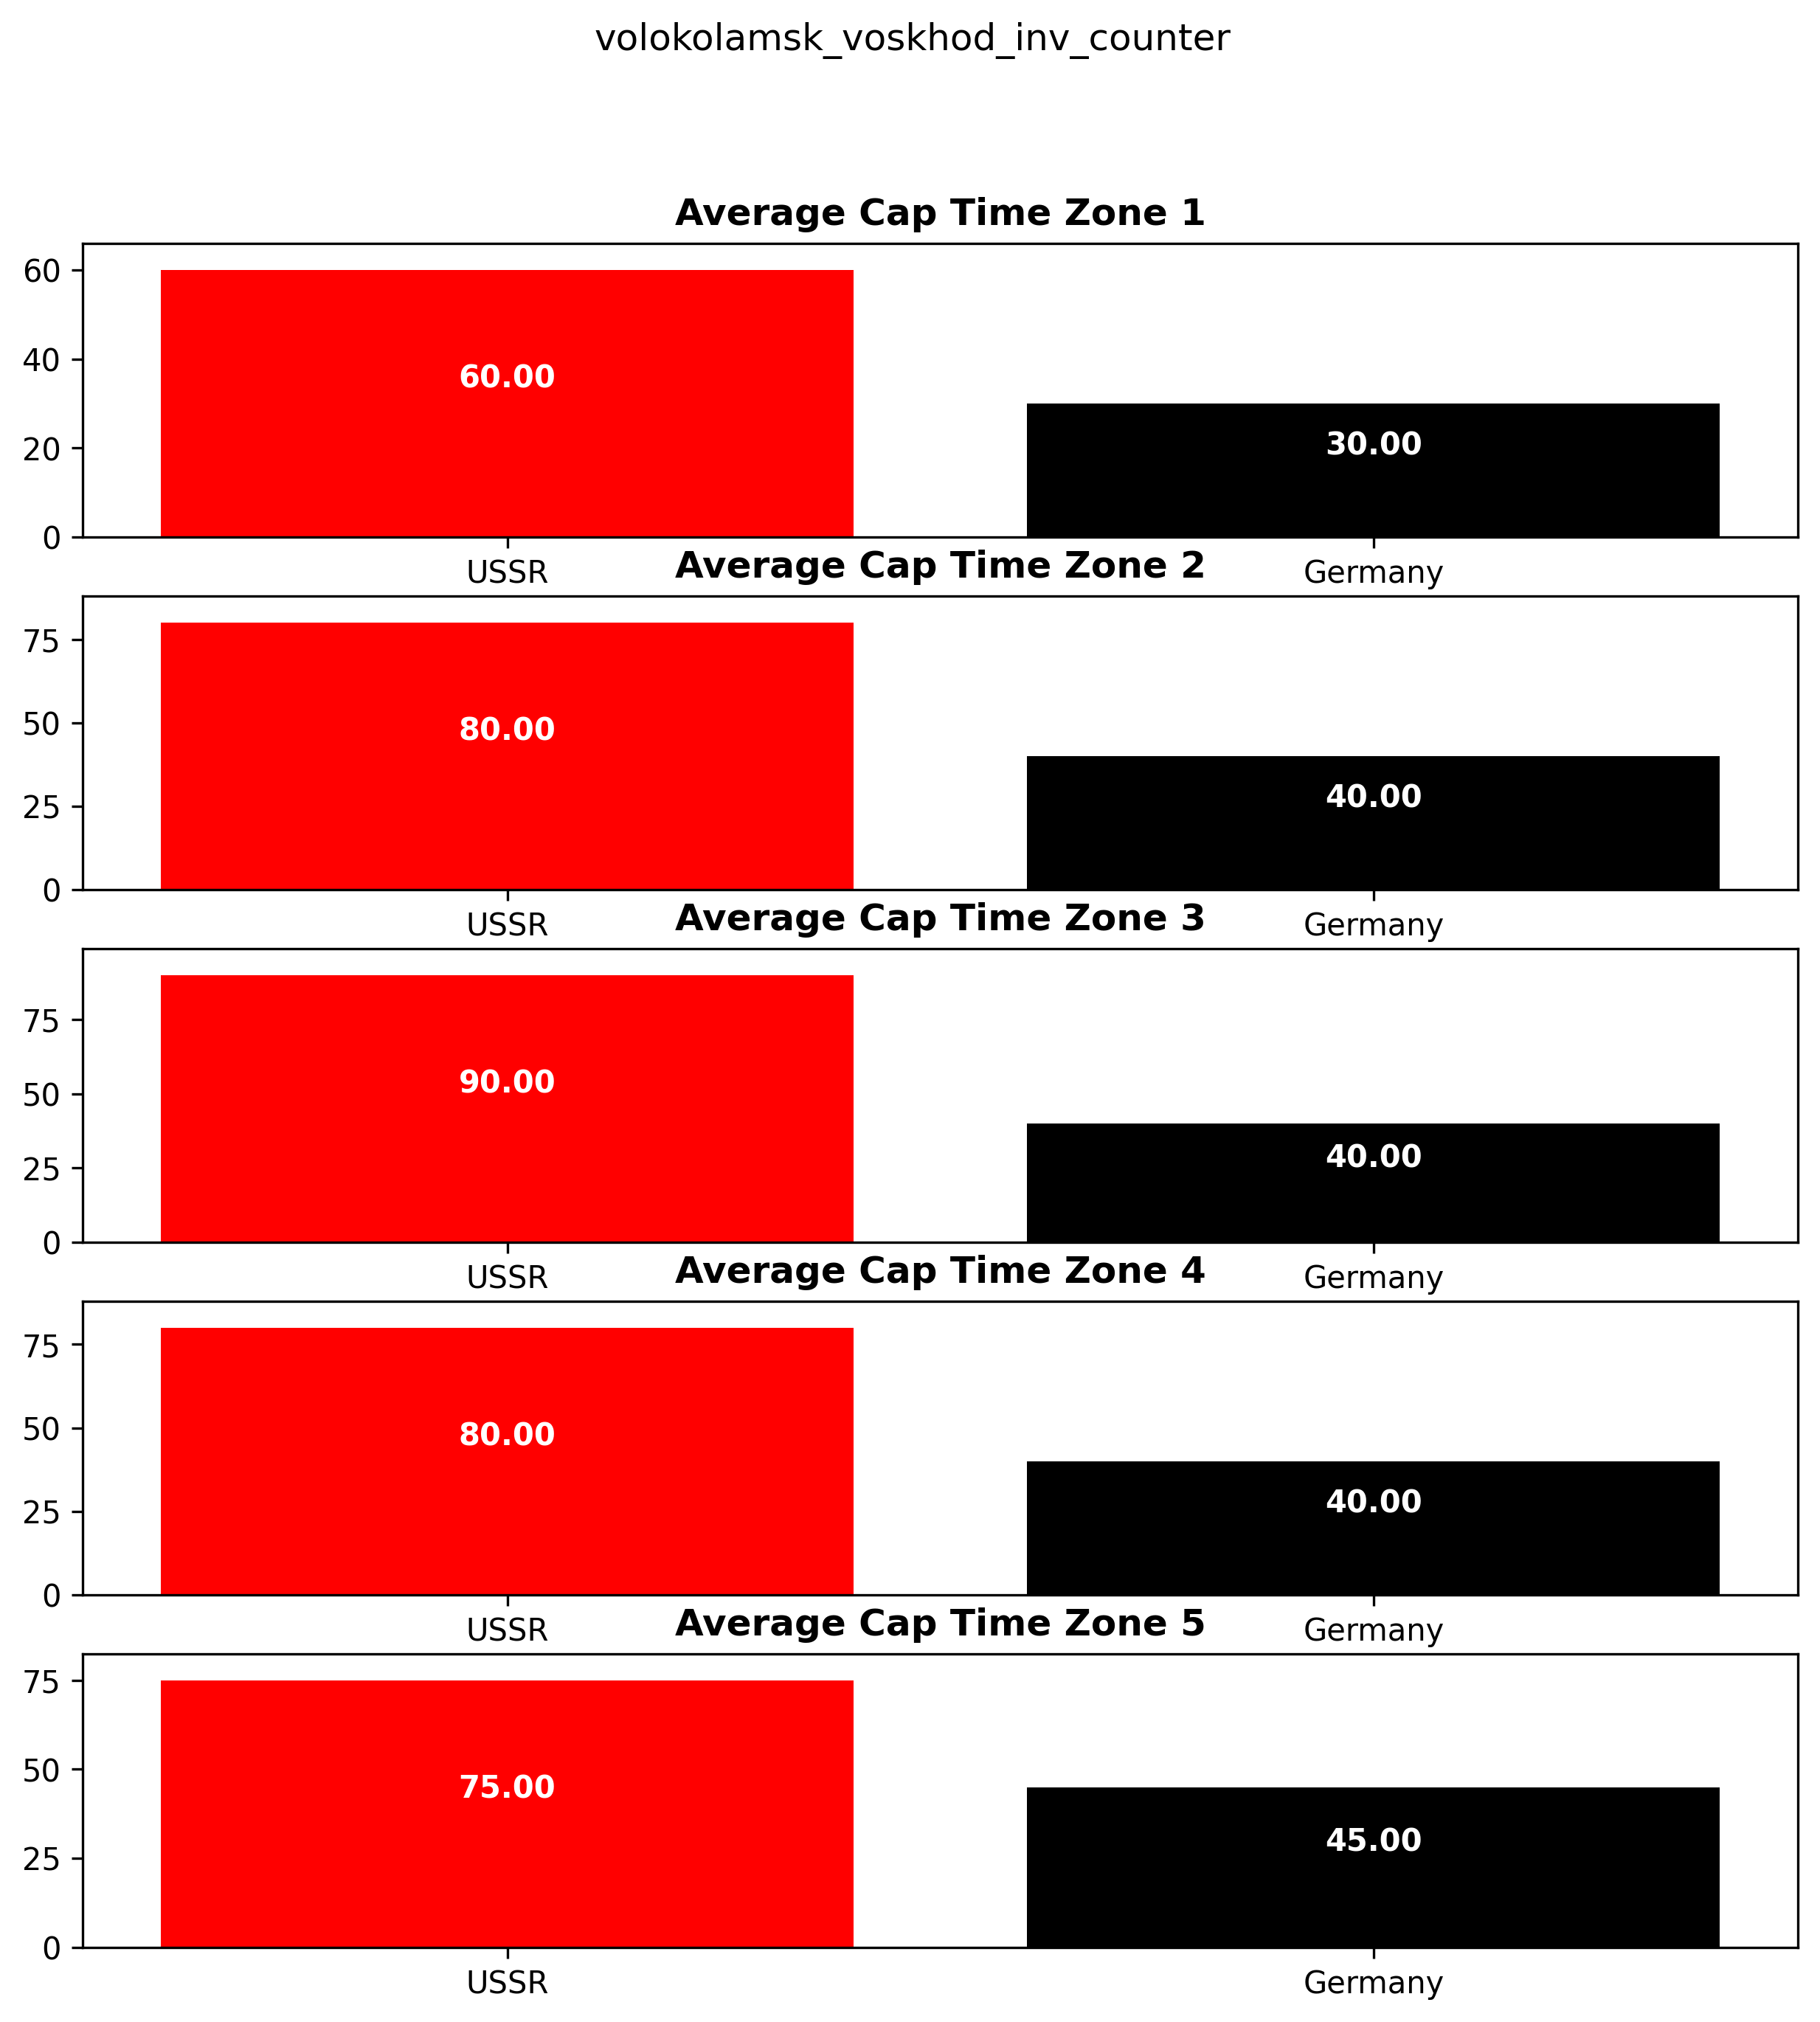 volokolamsk_voskhod_inv_counter
Average Cap Time Zone 1
60
40
20
0
60.00
30.00
USSR
Germany
Average Cap Time Zone 2
75
50
25
0
80.00
40.00
USSR
Germany
Average Cap Time Zone 3
75
50
25
0
90.00
40.00
USSR
Germany
Average Cap Time Zone 4
75
50
25
0
80.00
40.00
USSR
Germany
Average Cap Time Zone 5
75
50
25
0
75.00
45.00
USSR
Germany